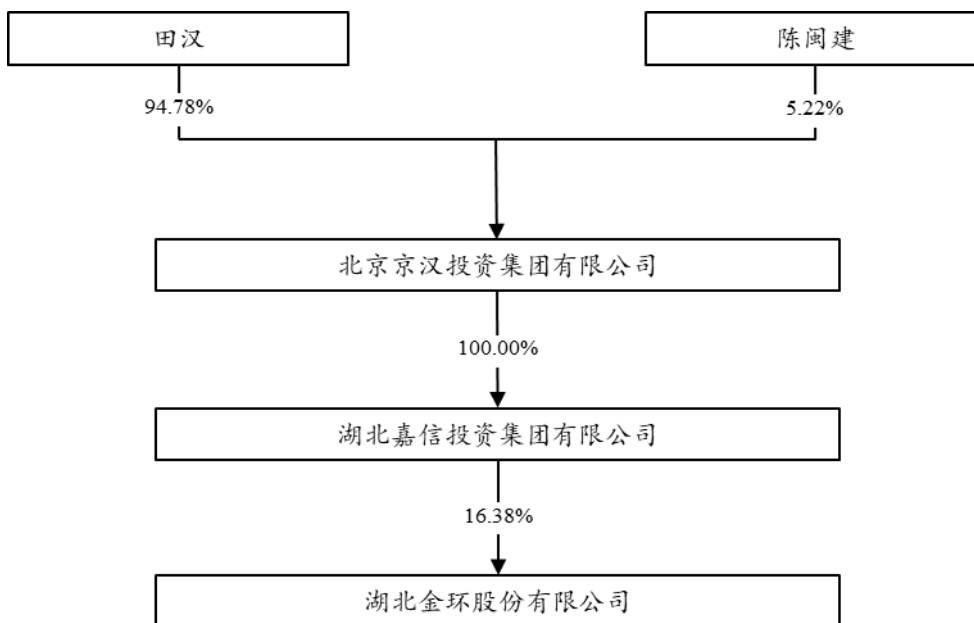 田汉
陈闽建
94.78%
5.22%
北京京汉投资集团有限公司
100.00%
湖北嘉信投资集团有限公司
16.38%
湖北金环股份有限公司